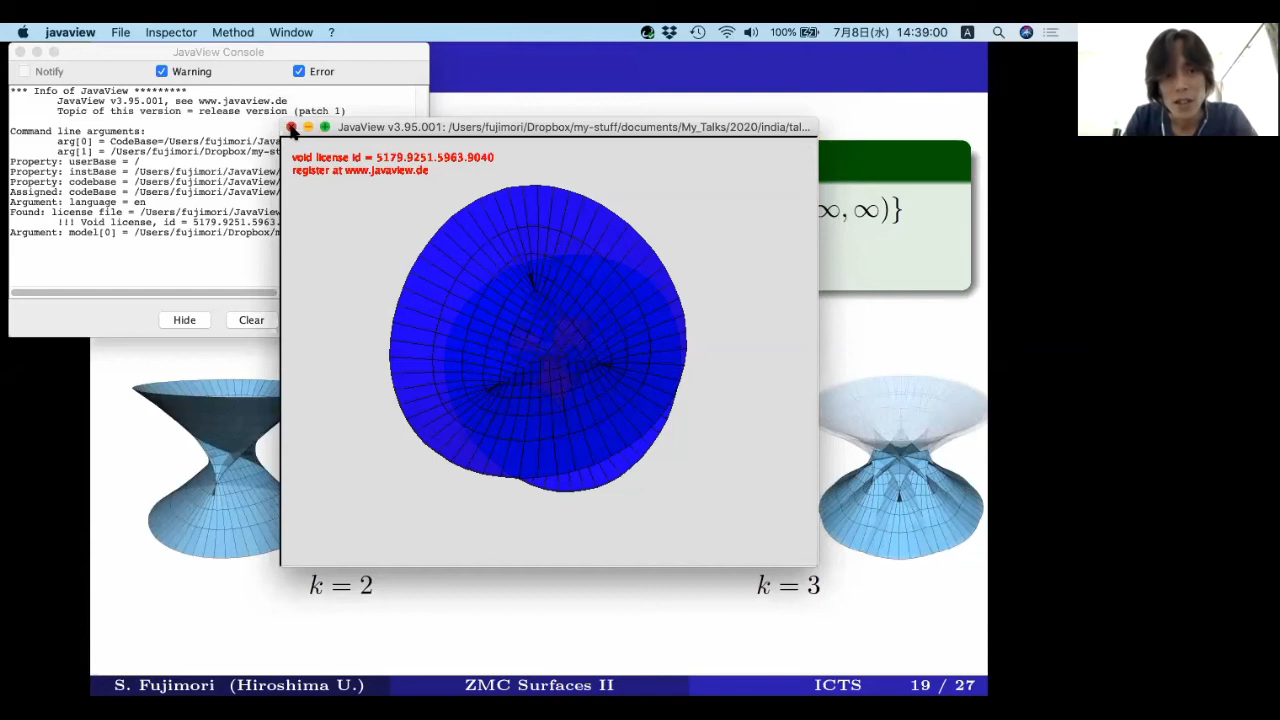 javaview File Inspector Method Window ?
100% 7月8日(水) 14:39:00 A
JavaView Console
Notify Warning Error
*** Info of JavaView *********
JavaView v3.95.001, see www.javaview.de
Topic of this version = release version (patch 1)
Command line arguments:
arg[0] = CodeBase=/Users/fujimori/Java
arg[1] = /Users/fujimori/Dropbox/my-st
Property: userBase = /
Property: instBase = /Users/fujimori/JavaView/
Property: codebase = /Users/fujimori/JavaView/
Assigned: codeBase = /Users/fujimori/JavaView/
Argument: language = en
Found: license file = /Users/fujimori/JavaView
!!! Void license, id = 5179.9251.5963.
Argument: model[0] = /Users/fujimori/Dropbox/m
Hide Clear
JavaView v3.95.001: /Users/fujimori/Dropbox/my-stuff/documents/My_Talks/2020/india/tal...
void license id = 5179.9251.5963.9040
register at www.javaview.de
∞, ∞)}
k = 2
k = 3
S. Fujimori (Hiroshima U.) ZMC Surfaces II ICTS 19 / 27